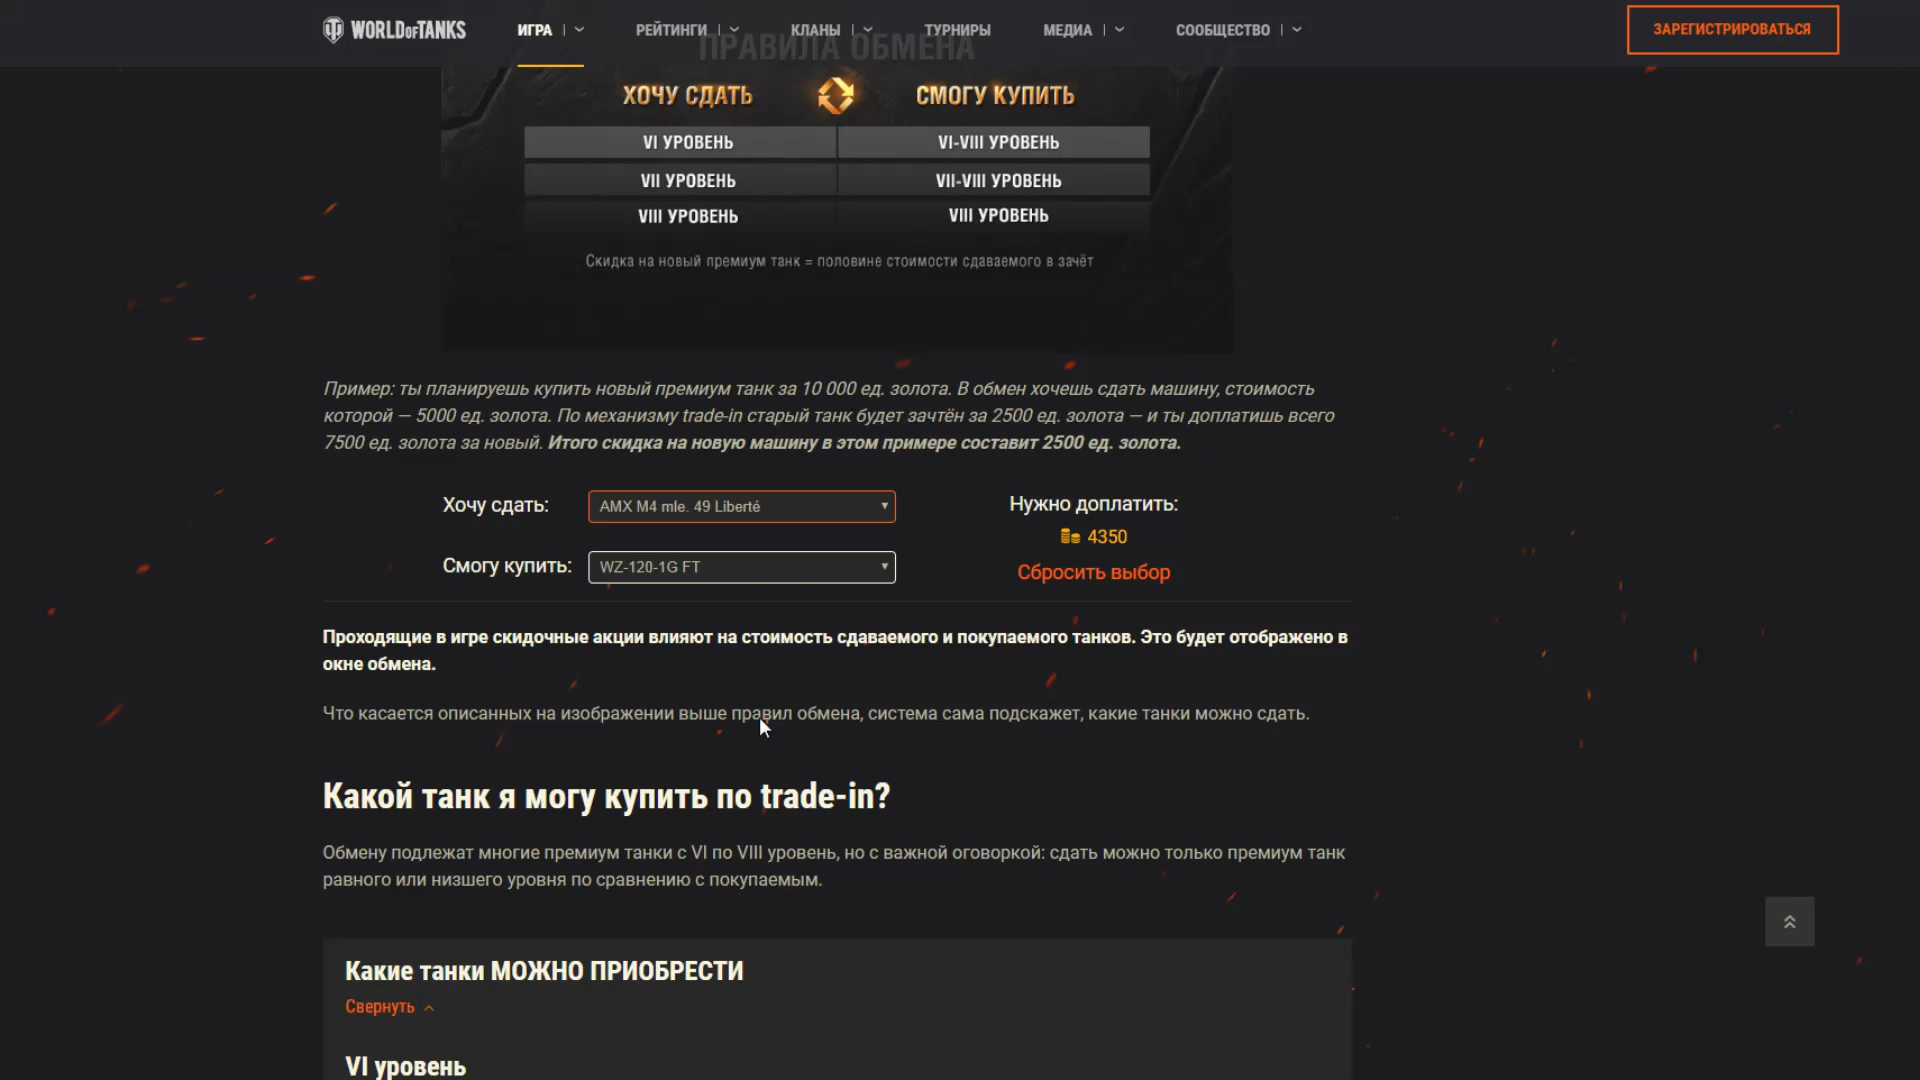 WORLD OF TANKS
ИГРА
РЕЙТИНГИ
КЛАНЫ
ТУРНИРЫ
МЕДИА
СООБЩЕСТВО
ЗАРЕГИСТРИРОВАТЬСЯ
ПРАВИЛА ОБМЕНА
ХОЧУ СДАТЬ СМОГУ КУПИТЬ
VI УРОВЕНЬ VI-VIII УРОВЕНЬ
VII УРОВЕНЬ VII-VIII УРОВЕНЬ
VIII УРОВЕНЬ VIII УРОВЕНЬ
Скидка на новый премиум танк = половине стоимости сдаваемого в зачёт
Пример: ты планируешь купить новый премиум танк за 10 000 ед. золота. В обмен хочешь сдать машину, стоимость
которой — 5000 ед. золота. По механизму trade-in старый танк будет зачтён за 2500 ед. золота — и ты доплатишь всего
7500 ед. золота за новый. Итого скидка на новую машину в этом примере составит 2500 ед. золота.
Хочу сдать: AMX M4 mle. 49 Liberté
Нужно доплатить:
4350
Смогу купить: WZ-120-1G FT
Сбросить выбор
Проходящие в игре скидочные акции влияют на стоимость сдаваемого и покупаемого танков. Это будет отображено в
окне обмена.
Что касается описанных на изображении выше правил обмена, система сама подскажет, какие танки можно сдать.
Какой танк я могу купить по trade-in?
Обмену подлежат многие премиум танки с VI по VIII уровень, но с важной оговоркой: сдать можно только премиум танк
равного или низшего уровня по сравнению с покупаемым.
Какие танки МОЖНО ПРИОБРЕСТИ
Свернуть
VI уровень